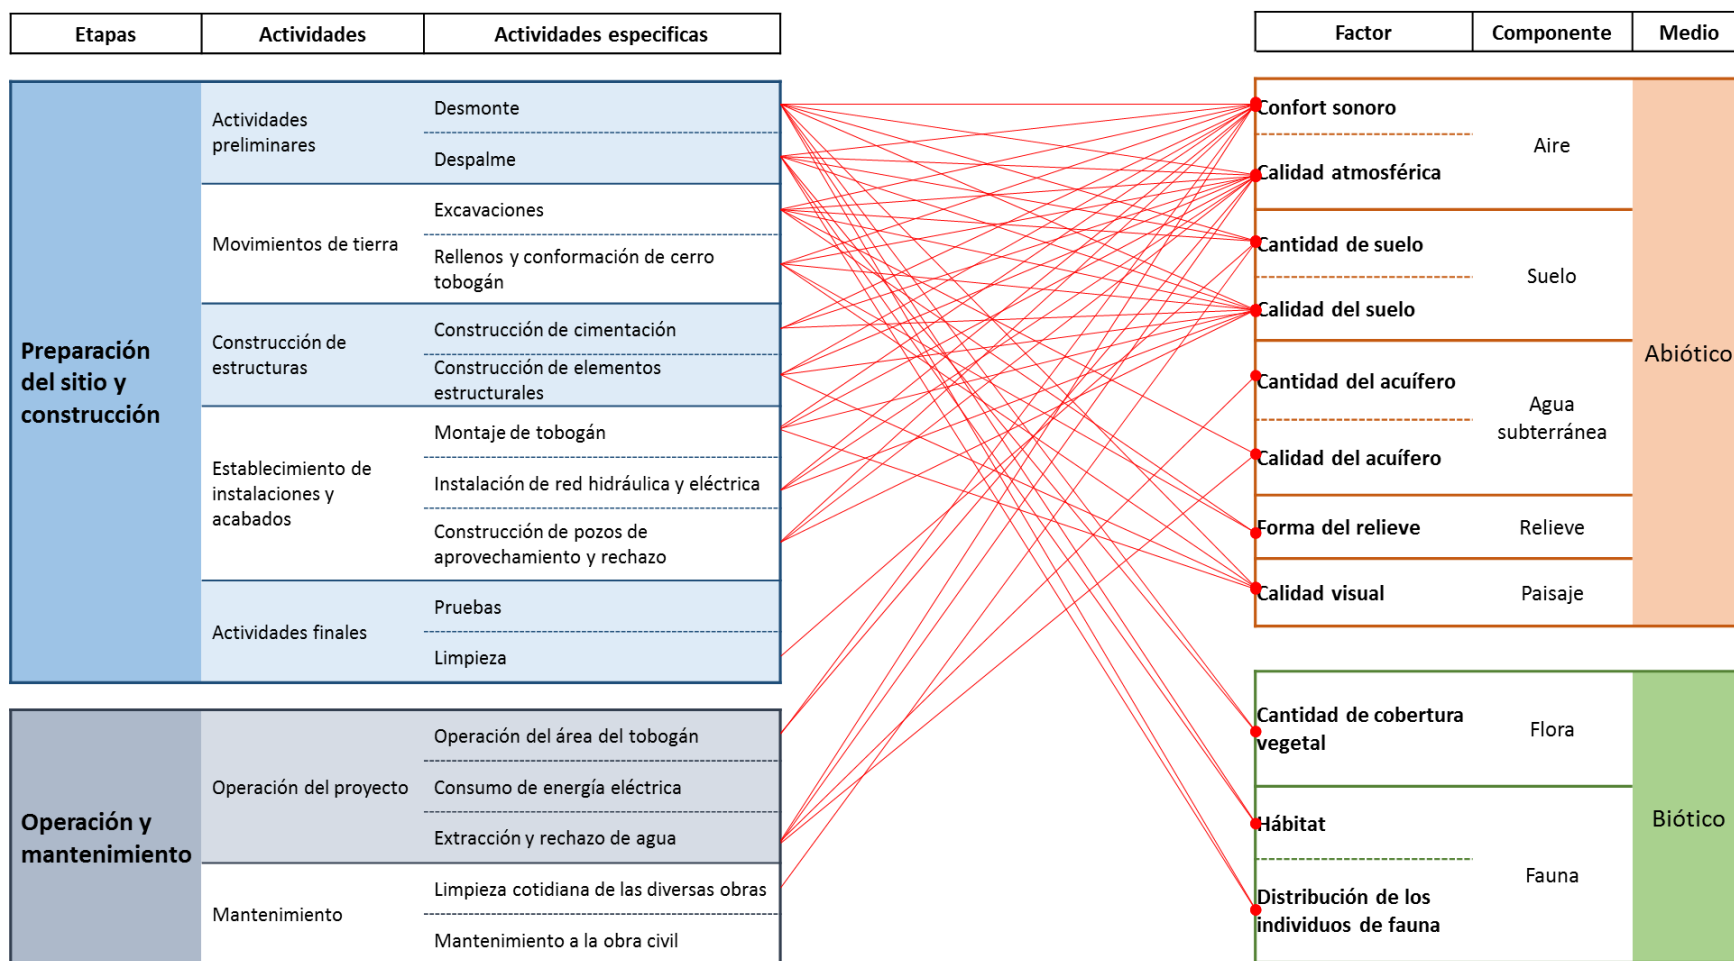 Etapas
Actividades
Actividades especificas
Factor
Componente
Medio
Preparación
del sitio y
construcción
Actividades
preliminares
Desmonte
Despalme
Movimientos de tierra
Excavaciones
Rellenos y conformación de cerro
tobogán
Construcción de
estructuras
Construcción de cimentación
Construcción de elementos
estructurales
Establecimiento de
instalaciones y
acabados
Montaje de tobogán
Instalación de red hidráulica y eléctrica
Construcción de pozos de
aprovechamiento y rechazo
Actividades finales
Pruebas
Limpieza
Operación y
mantenimiento
Operación del proyecto
Operación del área del tobogán
Consumo de energía eléctrica
Extracción y rechazo de agua
Mantenimiento
Limpieza cotidiana de las diversas obras
Mantenimiento a la obra civil
Confort sonoro
Calidad atmosférica
Aire
Cantidad de suelo
Calidad del suelo
Suelo
Cantidad del acuífero
Calidad del acuífero
Agua
subterránea
Forma del relieve
Relieve
Calidad visual
Paisaje
Abiótico
Cantidad de cobertura
vegetal
Flora
Hábitat
Distribución de los
individuos de fauna
Fauna
Biótico